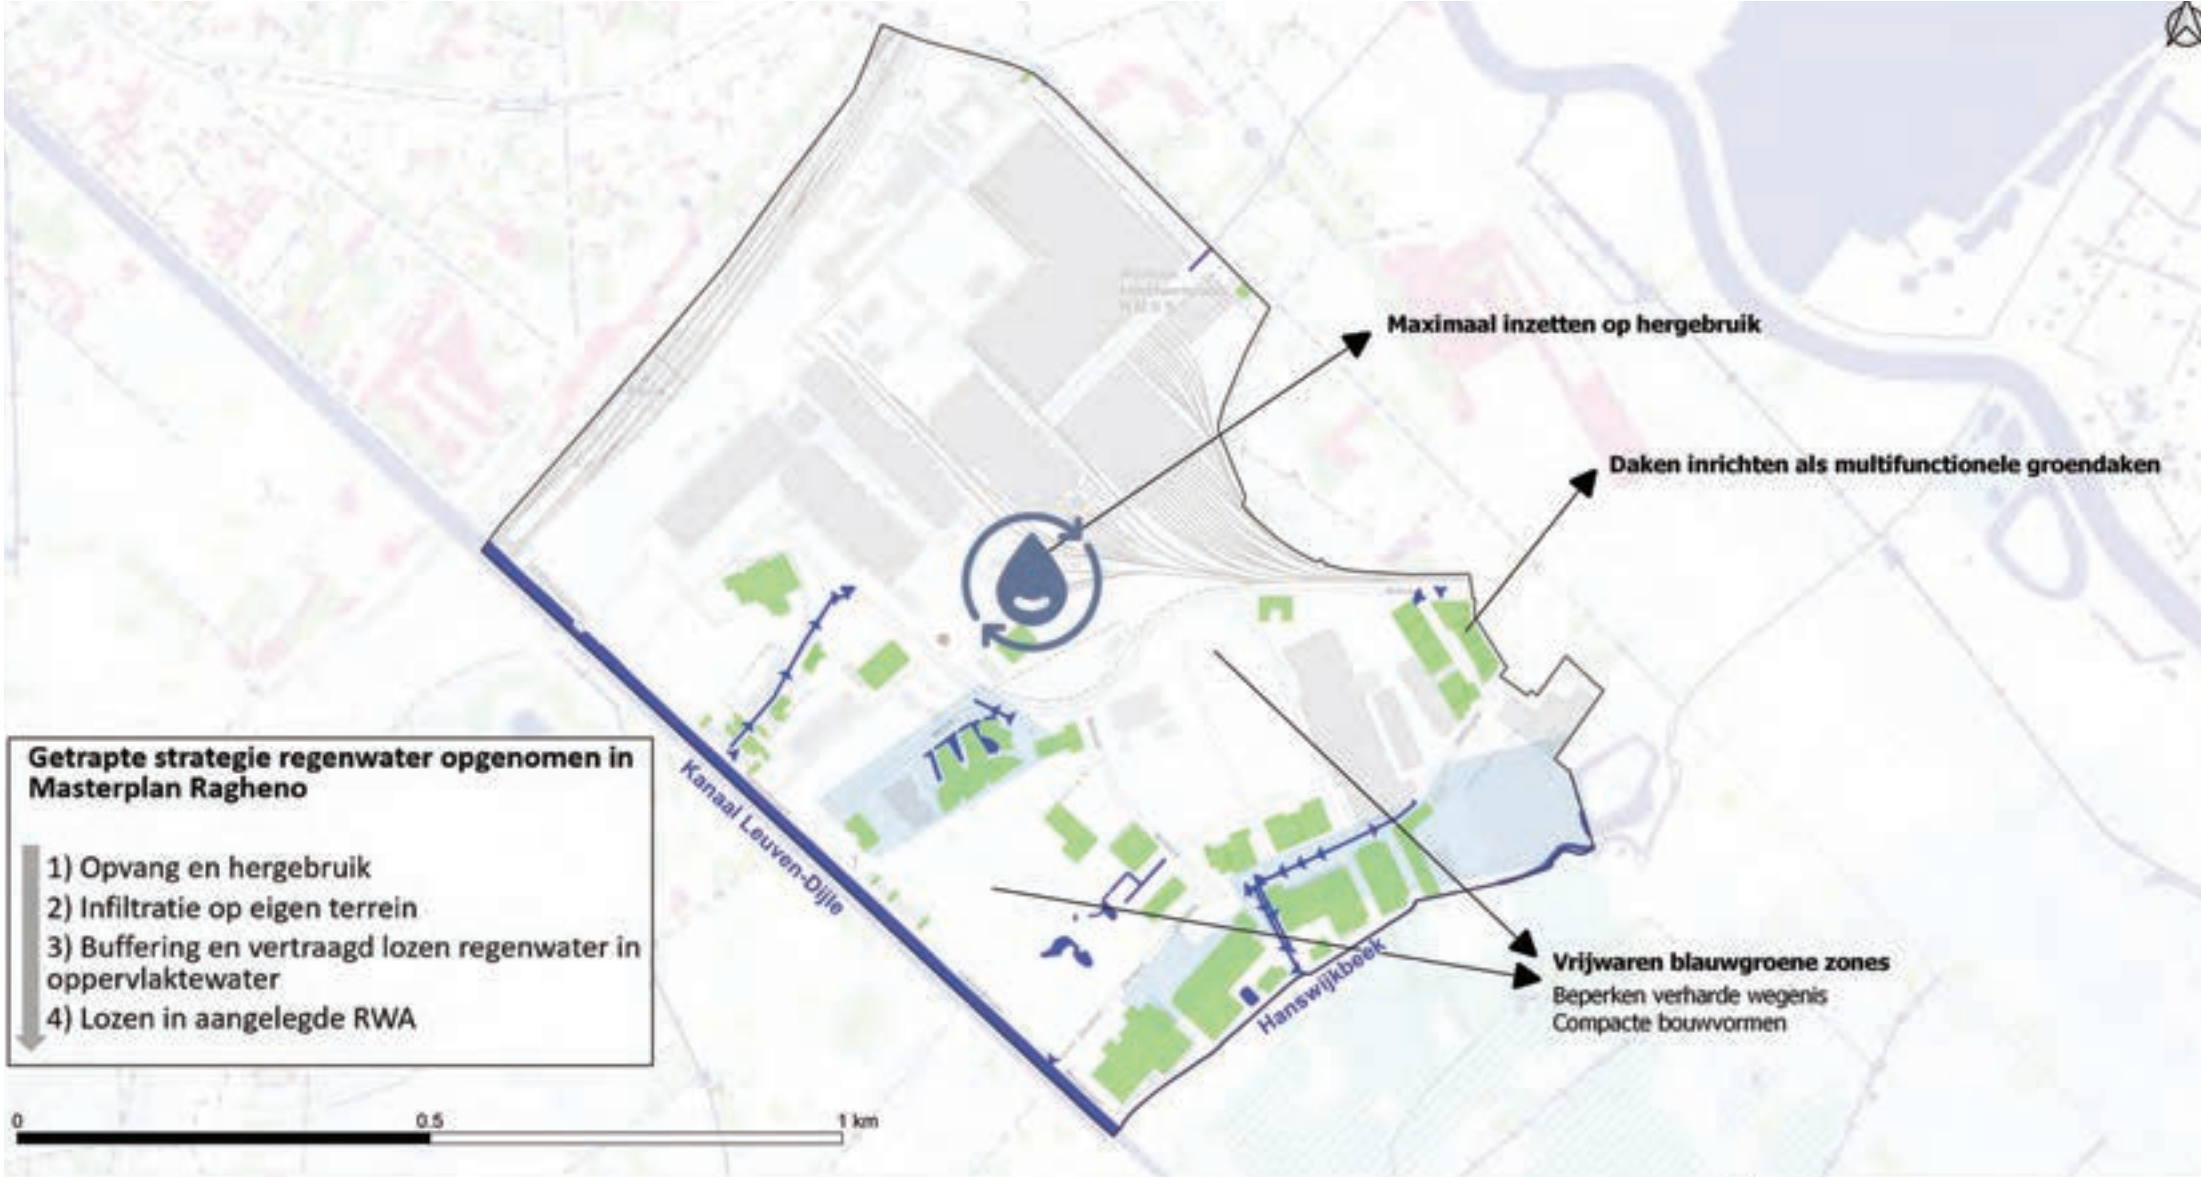 Maximaal inzetten op hergebruik
Daken inrichten als multifunctionele groendaken
Getrapte strategie regenwater opgenomen in
Masterplan Ragheno
1) Opvang en hergebruik
2) Infiltratie op eigen terrein
3) Buffering en vertraagd lozen regenwater in
oppervlaktewater
4) Lozen in aangelegde RWA
Kanaal Leuven-Dijle
Hanswijkbeek
Vrijwaren blauwgroene zones
Beperken verharde wegenis
Compacte bouwvormen
0 0.5 1 km